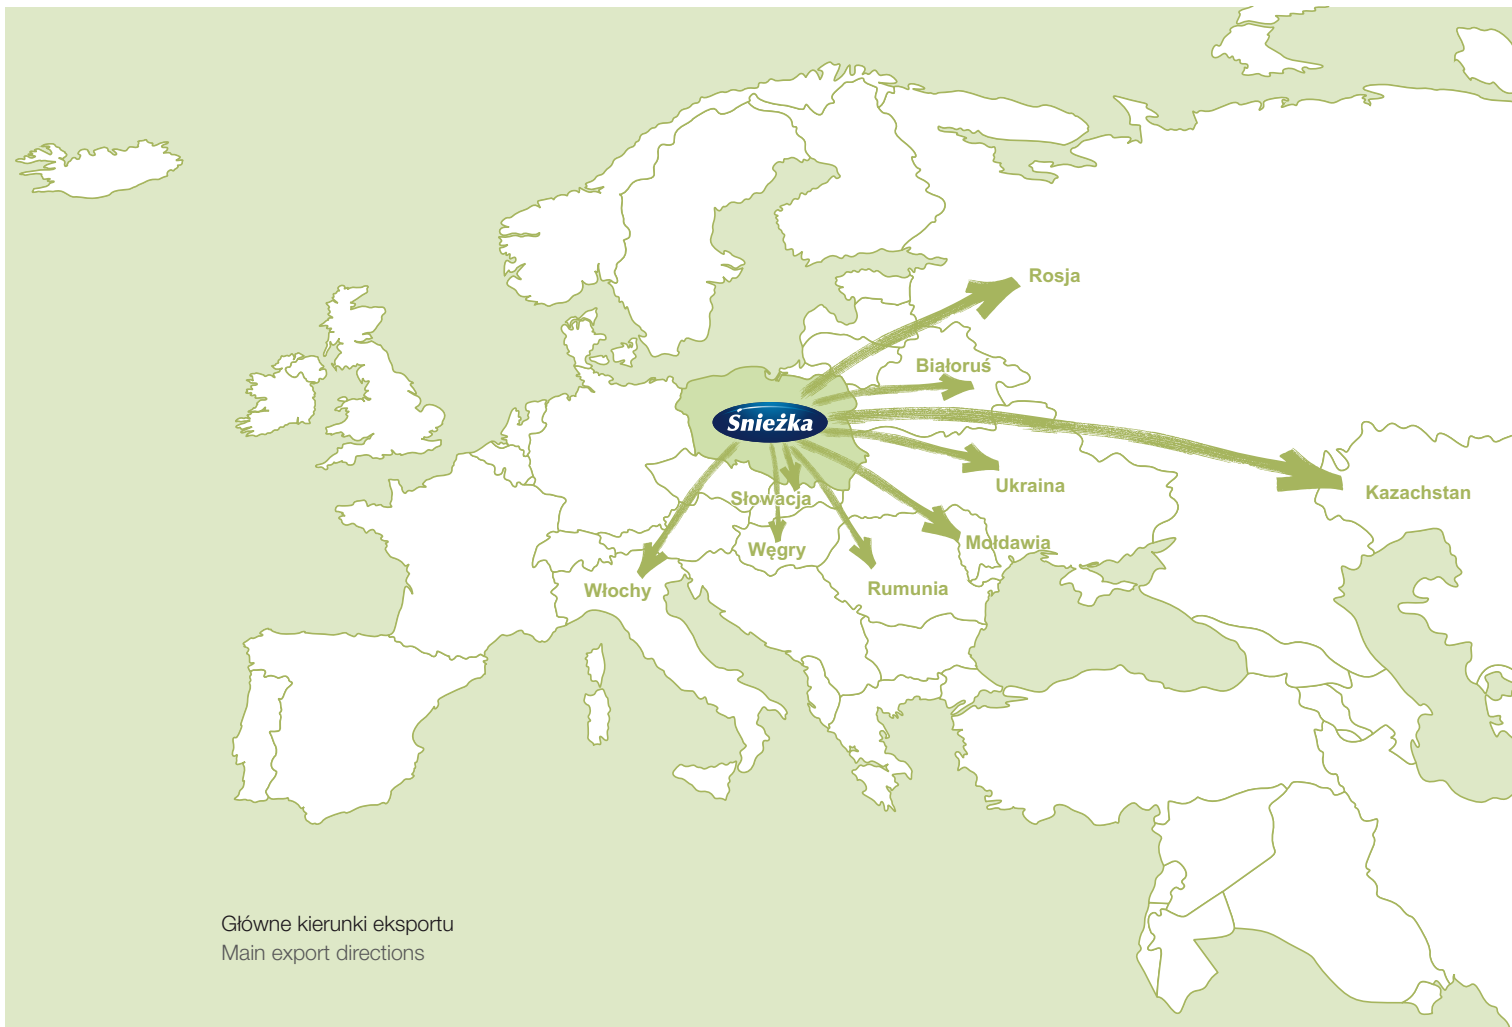 Rosja
Białoruś
Śnieżka
Ukraina
Kazachstan
Słowacja
Węgry
Mołdawia
Włochy
Rumunia
Główne kierunki eksportu
Main export directions